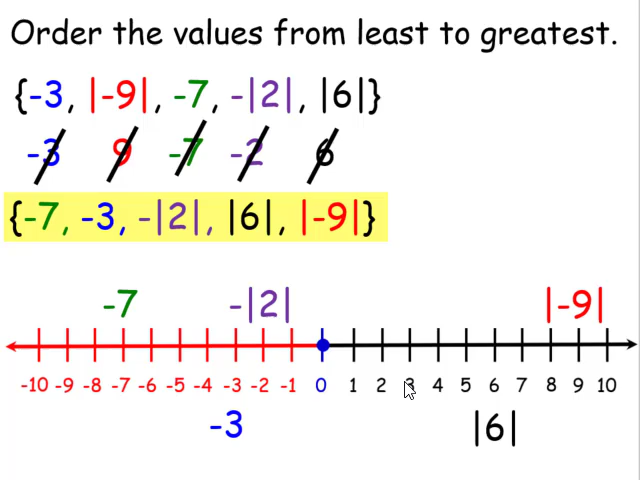 Order the values from least to greatest.
{-3, |-9|, -7, -|2|, |6|}
-3 9 -7 -2 6
{-7, -3, -|2|, |6|, |-9|}
-7 -|2| |-9|
-10 -9 -8 -7 -6 -5 -4 -3 -2 -1 0 1 2 3 4 5 6 7 8 9 10
-3 |6|